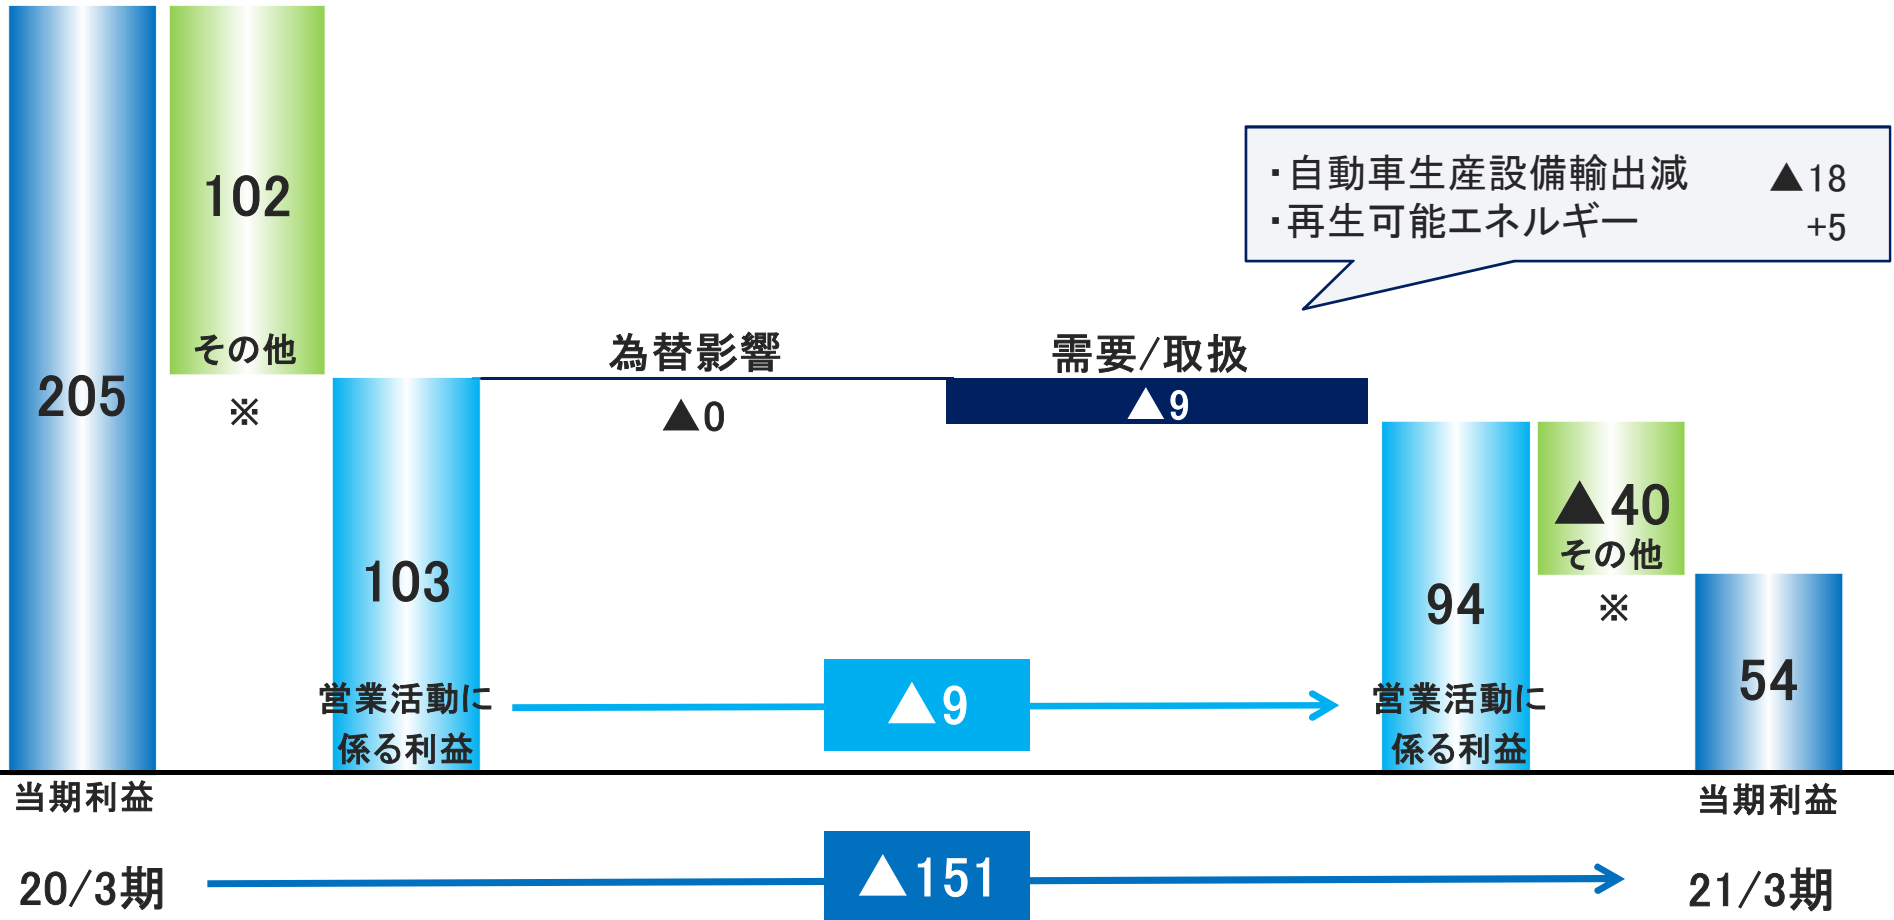 102
その他
※
205
103
営業活動に
係る利益
為替影響
▲0
需要/取扱
▲9
・自動車生産設備輸出減 ▲18
・再生可能エネルギー +5
94
営業活動に
係る利益
▲40
その他
※
54
▲9
当期利益
当期利益
20/3期
▲151
21/3期